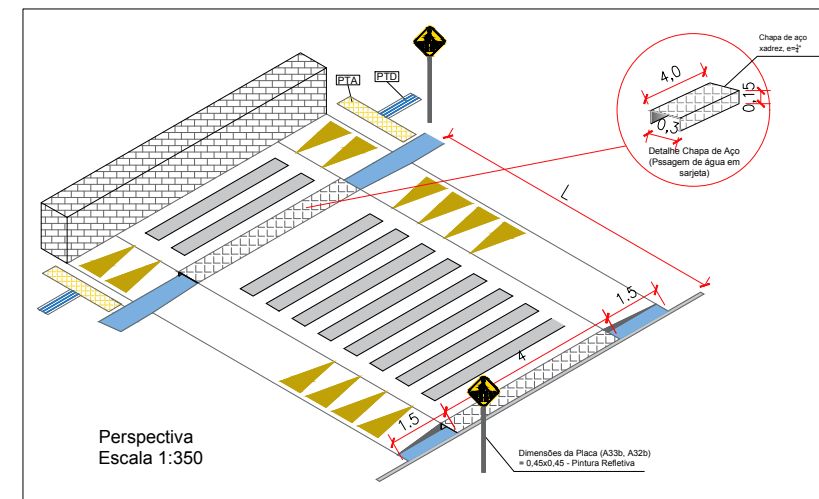 Chapa de aço
xadrez, e=¼"
PTA
PTD
4,0
0,15
0,3
Detalhe Chapa de Aço
(Pssagem de água em
sarjeta)
L
1.5
4
1.5
Perspectiva
Escala 1:350
Dimensões da Placa (A33b, A32b)
= 0,45x0,45 - Pintura Refletiva